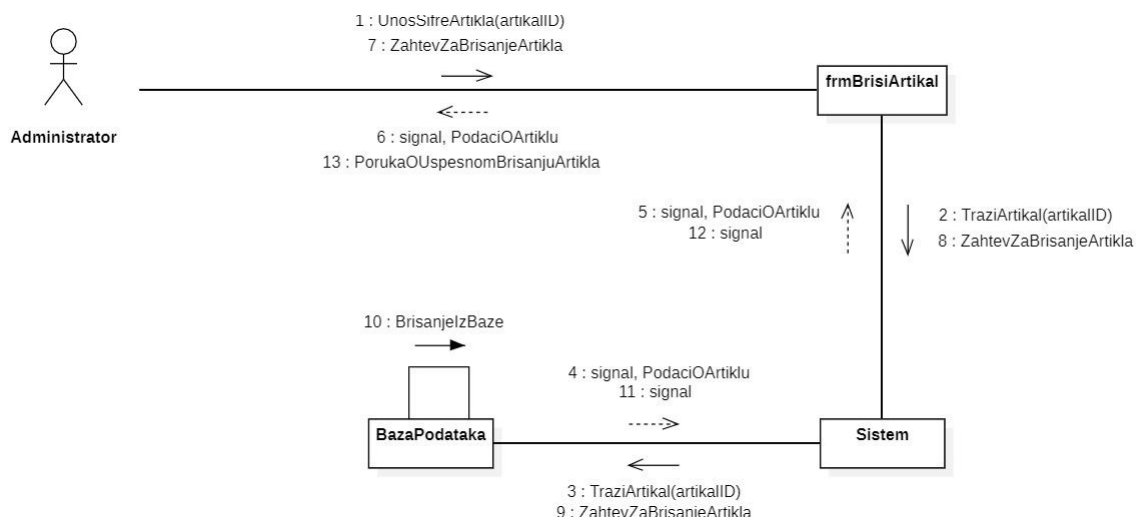 1 : UnosSifreArtikla(artikalID)
7 : ZahtevZaBrisanjeArtikla
frmBrisiArtikal
Administrator
6 : signal, PodaciOArtiklu
13 : PorukaOUspesnomBrisanjuArtikla
5 : signal, PodaciOArtiklu
12 : signal
2 : TraziArtikal(artikalID)
8 : ZahtevZaBrisanjeArtikla
10 : BrisanjeIzBaze
4 : signal, PodaciOArtiklu
11 : signal
BazaPodataka
Sistem
3 : TraziArtikal(artikalID)
9 : ZahtevZaBrisanjeArtikla